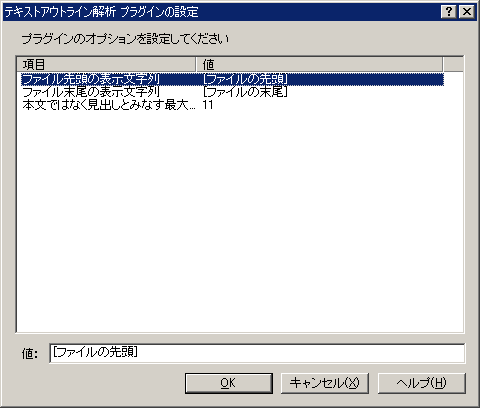 テキストアウトライン解析 プラグインの設定
プラグインのオプションを設定してください
項目 値
ファイル先頭の表示文字列 [ファイルの先頭]
ファイル末尾の表示文字列 [ファイルの末尾]
本文ではなく見出しとみなす最大... 11
値: [ファイルの先頭]
OK キャンセル(X) ヘルプ(H)